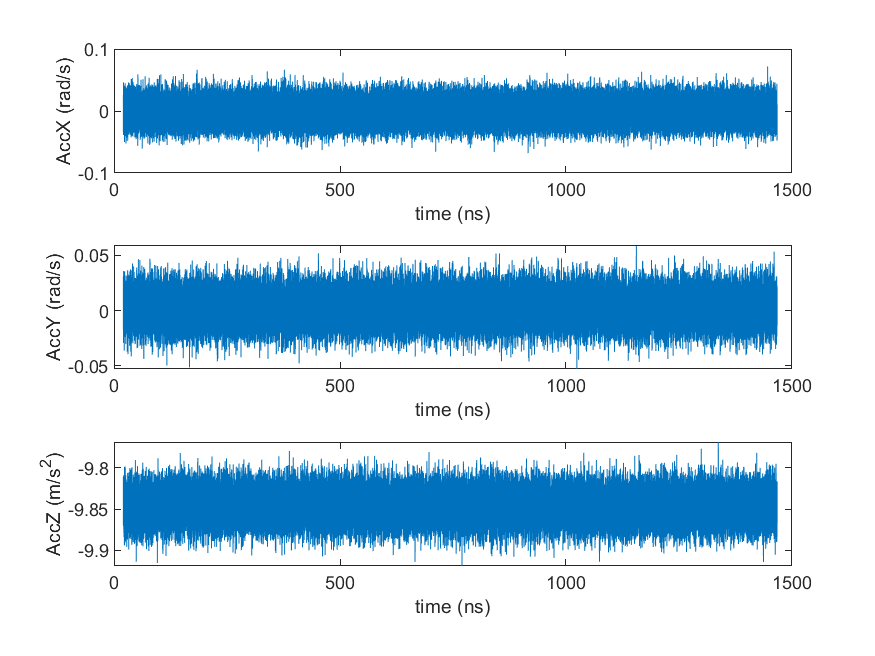 AccX (rad/s)
0.1
0
-0.1
0 500 1000 1500
time (ns)
AccY (rad/s)
0.05
0
-0.05
0 500 1000 1500
time (ns)
AccZ (m/s²)
-9.8
-9.85
-9.9
0 500 1000 1500
time (ns)